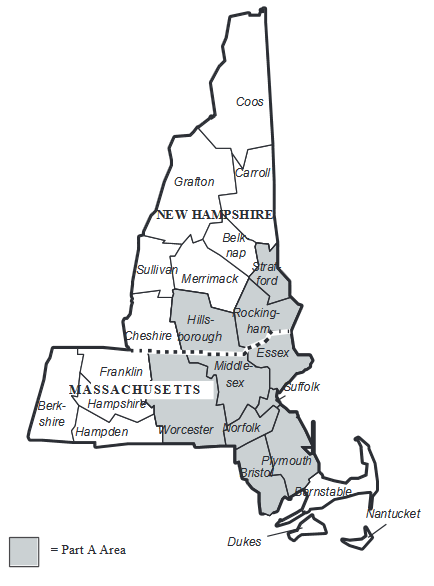 Coos
Carroll
Grafton
NEW HAMPSHIRE
Belk
nap
Straf
ford
Sullivan
Merrimack
Rocking-
ham
Hills-
borough
Cheshire
Essex
Franklin
Middle-
sex
MASSACHUSETTS
Suffolk
Hampshire
Berk-
shire
Hampden
Worcester
Norfolk
Plymouth
Bristol
Barnstable
Nantucket
Dukes
= Part A Area